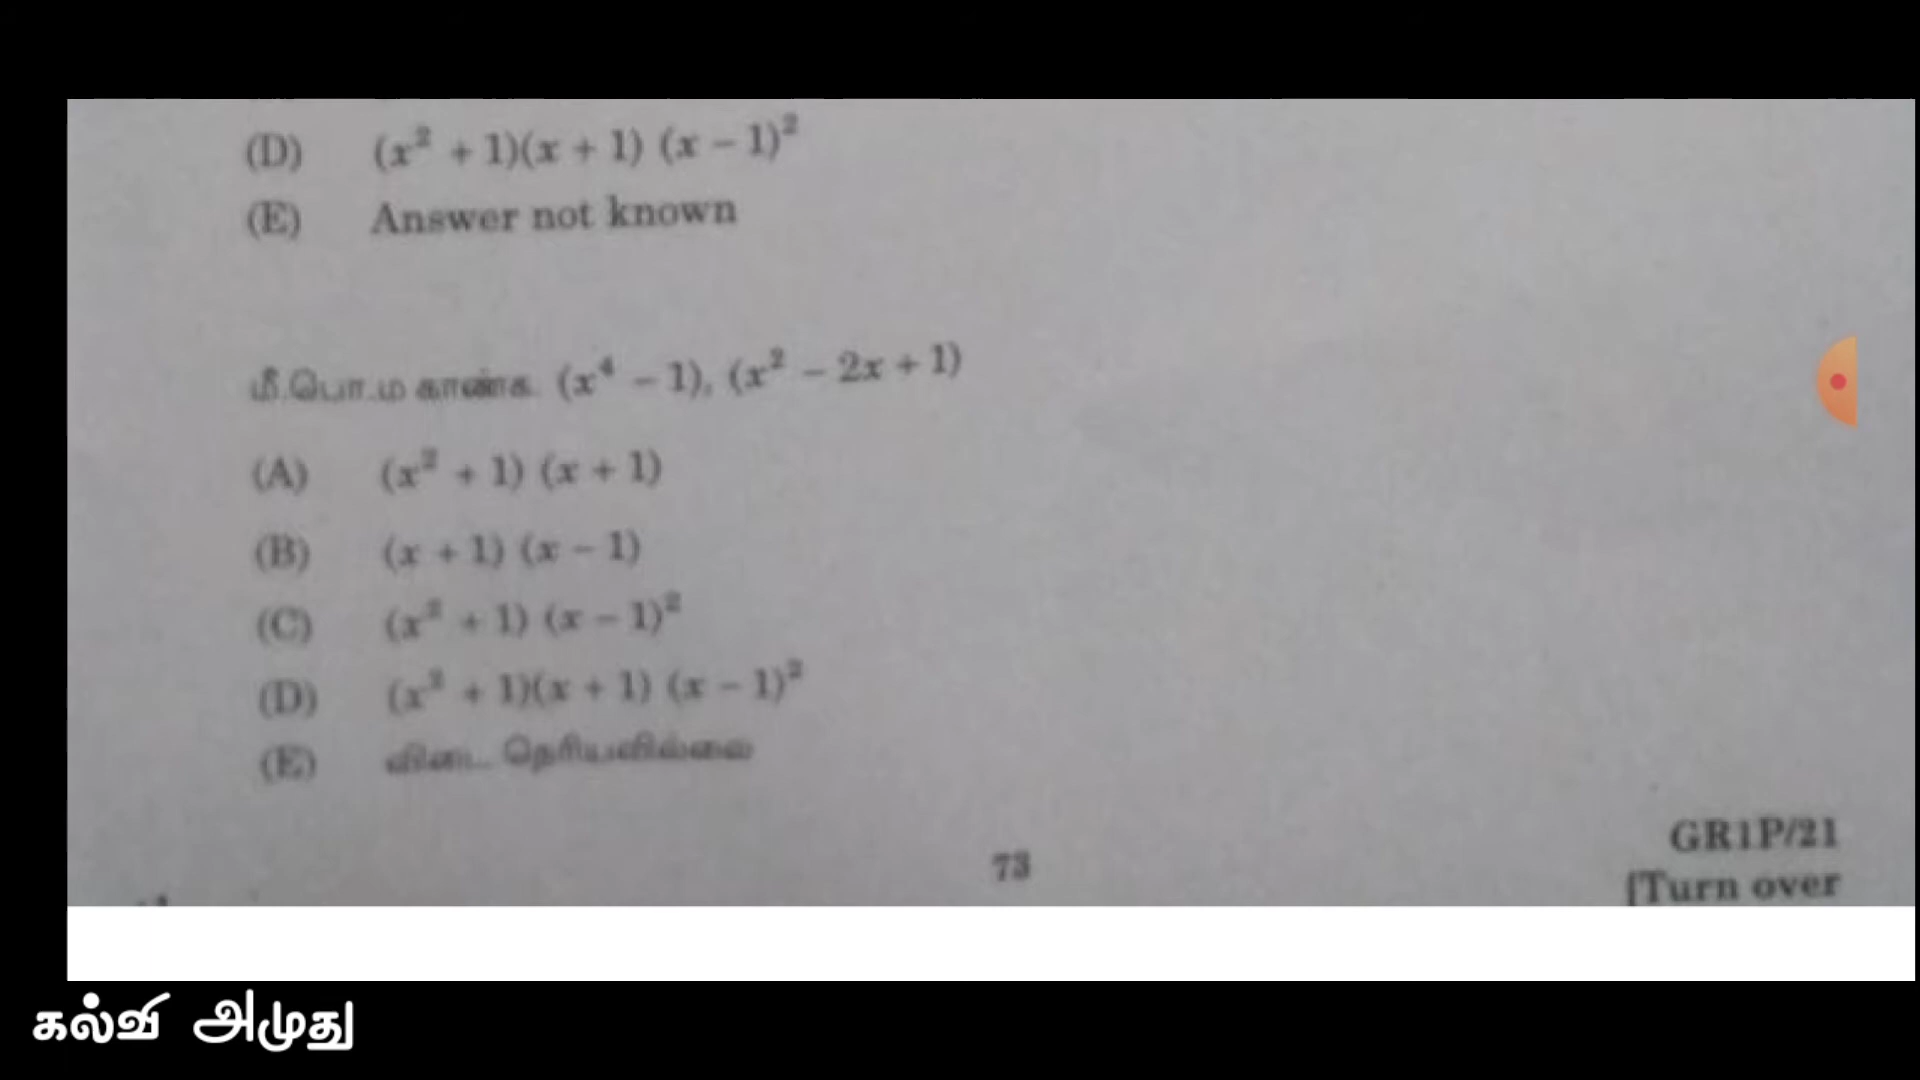 (D) (x² + 1)(x + 1) (x – 1)²
(E) Answer not known
மீ.பொ.ம காண்க. (x⁴ – 1), (x² – 2x + 1)
(A) (x² + 1) (x + 1)
(B) (x + 1) (x – 1)
(C) (x² + 1) (x – 1)²
(D) (x² + 1)(x + 1) (x – 1)²
(E) விடை தெரியவில்லை
73
GR1P/21
[Turn over
கல்வி அமுது